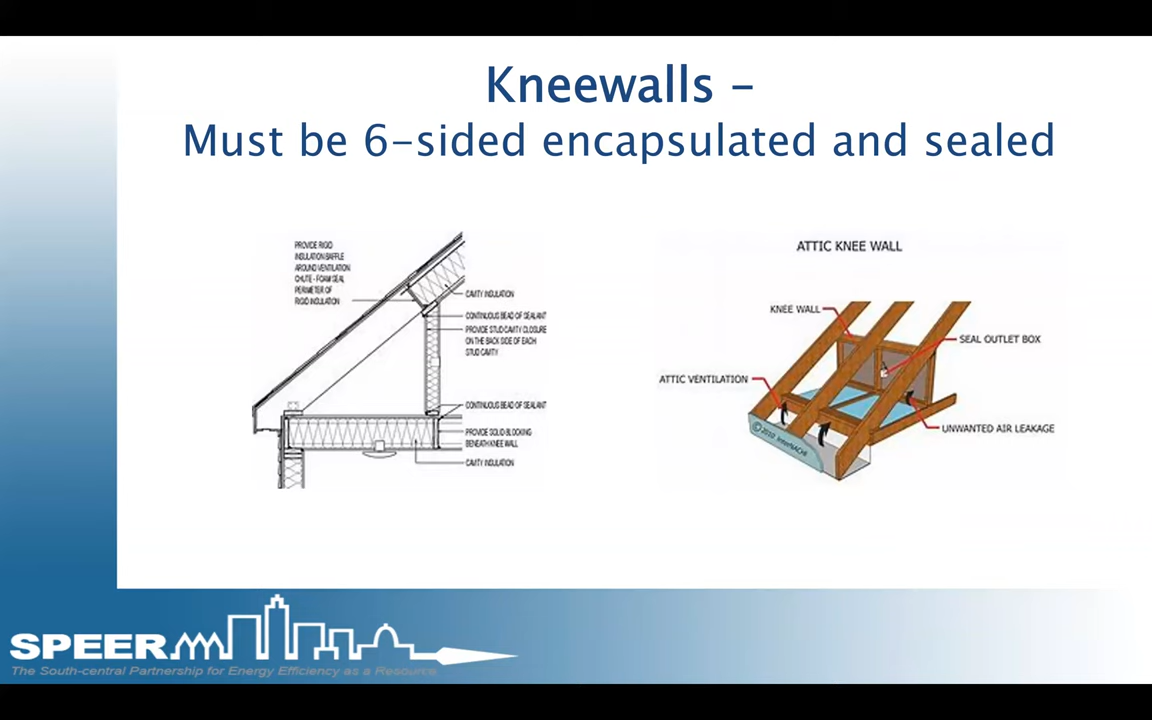 Kneewalls –
Must be 6-sided encapsulated and sealed
PROVIDE RIGID
INSULATION BAFFLE
AROUND VENTILATION
CHUTE - FOAM SEAL
PERIMETER OF
RIGID INSULATION
CAVITY INSULATION
CONTINUOUS BEAD OF SEALANT
PROVIDE STUD CAVITY CLOSURE
ON THE BACK SIDE OF EACH
STUD CAVITY
CONTINUOUS BEAD OF SEALANT
PROVIDE SOLID BLOCKING
BENEATH KNEE WALL
CAVITY INSULATION
ATTIC KNEE WALL
KNEE WALL
SEAL OUTLET BOX
ATTIC VENTILATION
UNWANTED AIR LEAKAGE
©2010 InterNACHI
SPEER
The South-central Partnership for Energy Efficiency as a Resource